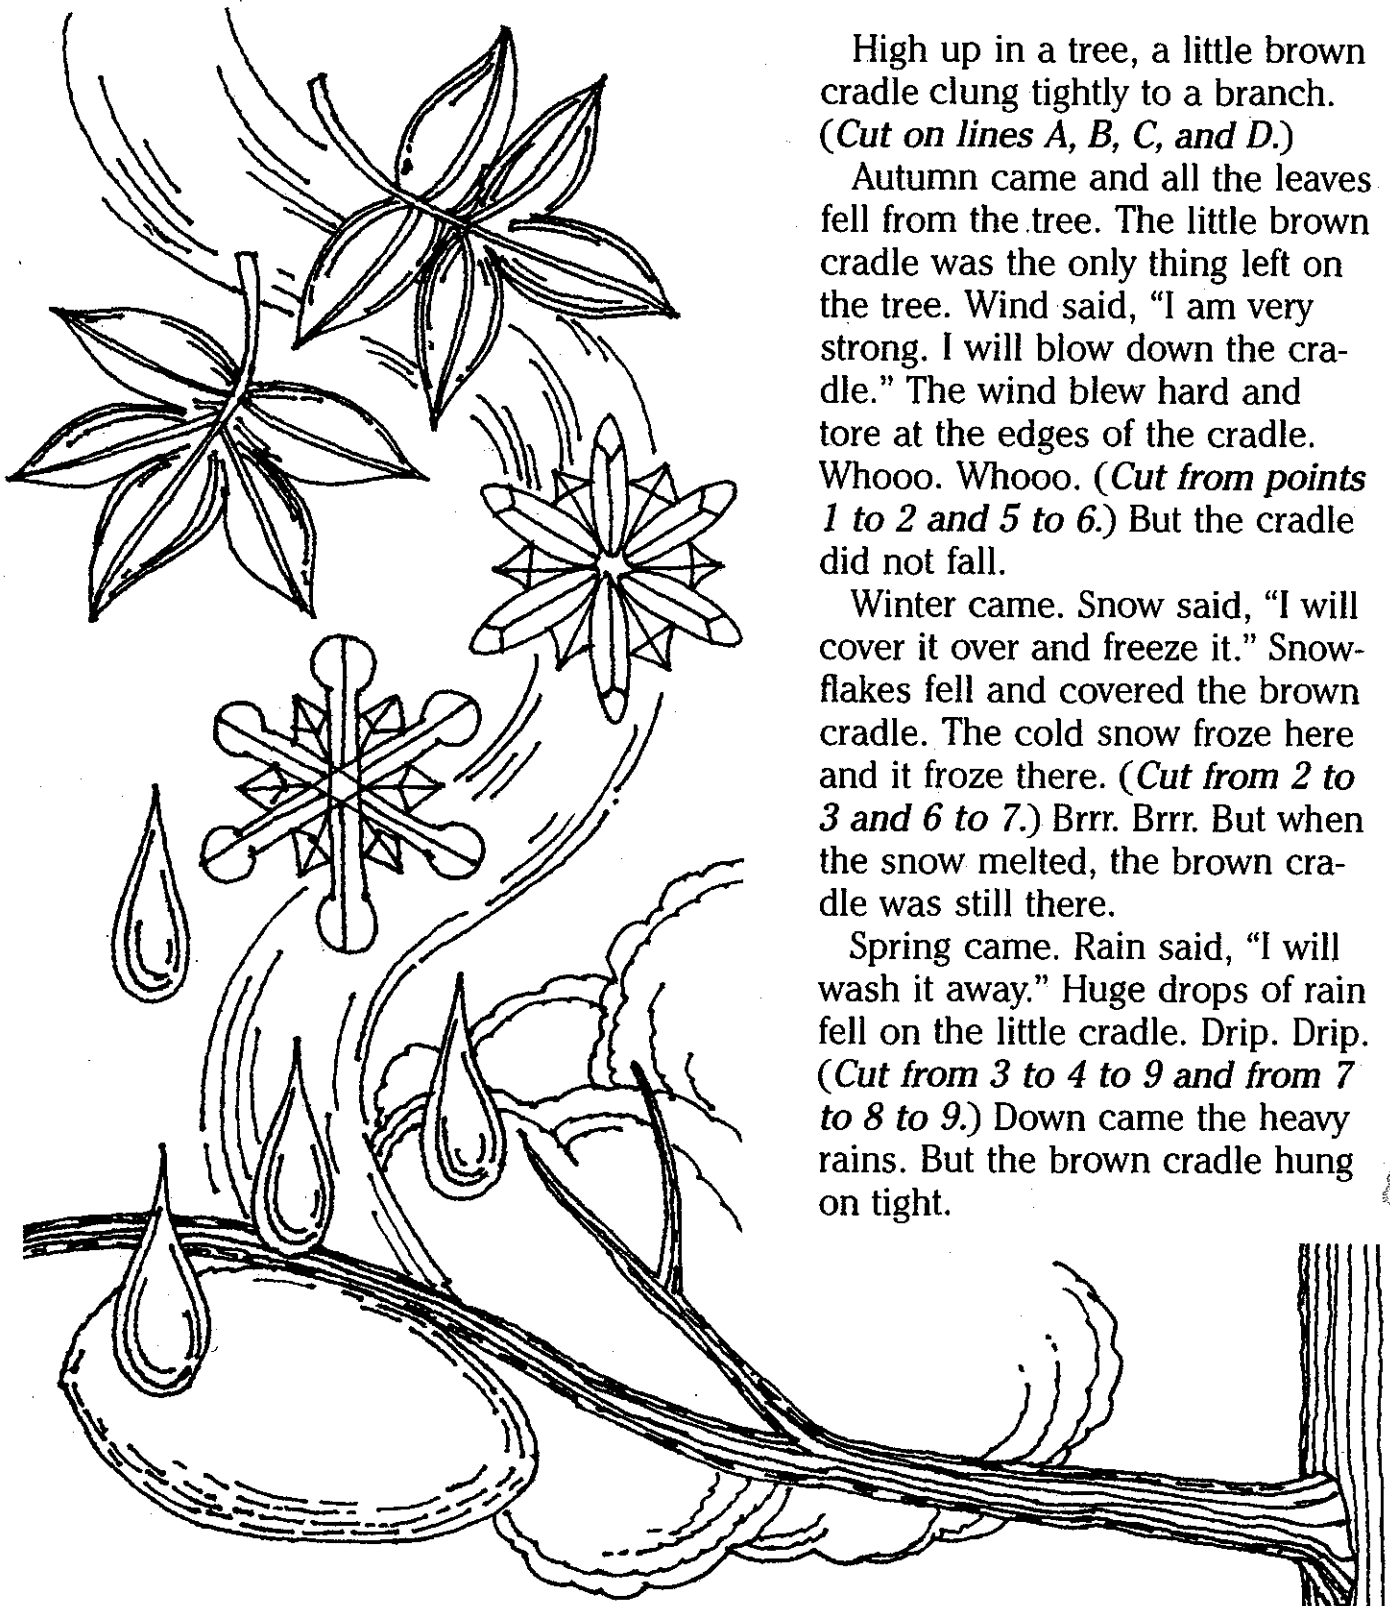 High up in a tree, a little brown
cradle clung tightly to a branch.
(Cut on lines A, B, C, and D.)
Autumn came and all the leaves
fell from the tree. The little brown
cradle was the only thing left on
the tree. Wind said, “I am very
strong. I will blow down the cra-
dle.” The wind blew hard and
tore at the edges of the cradle.
Whooo. Whooo. (Cut from points
1 to 2 and 5 to 6.) But the cradle
did not fall.
Winter came. Snow said, “I will
cover it over and freeze it.” Snow-
flakes fell and covered the brown
cradle. The cold snow froze here
and it froze there. (Cut from 2 to
3 and 6 to 7.) Brrr. Brrr. But when
the snow melted, the brown cra-
dle was still there.
Spring came. Rain said, “I will
wash it away.” Huge drops of rain
fell on the little cradle. Drip. Drip.
(Cut from 3 to 4 to 9 and from 7
to 8 to 9.) Down came the heavy
rains. But the brown cradle hung
on tight.